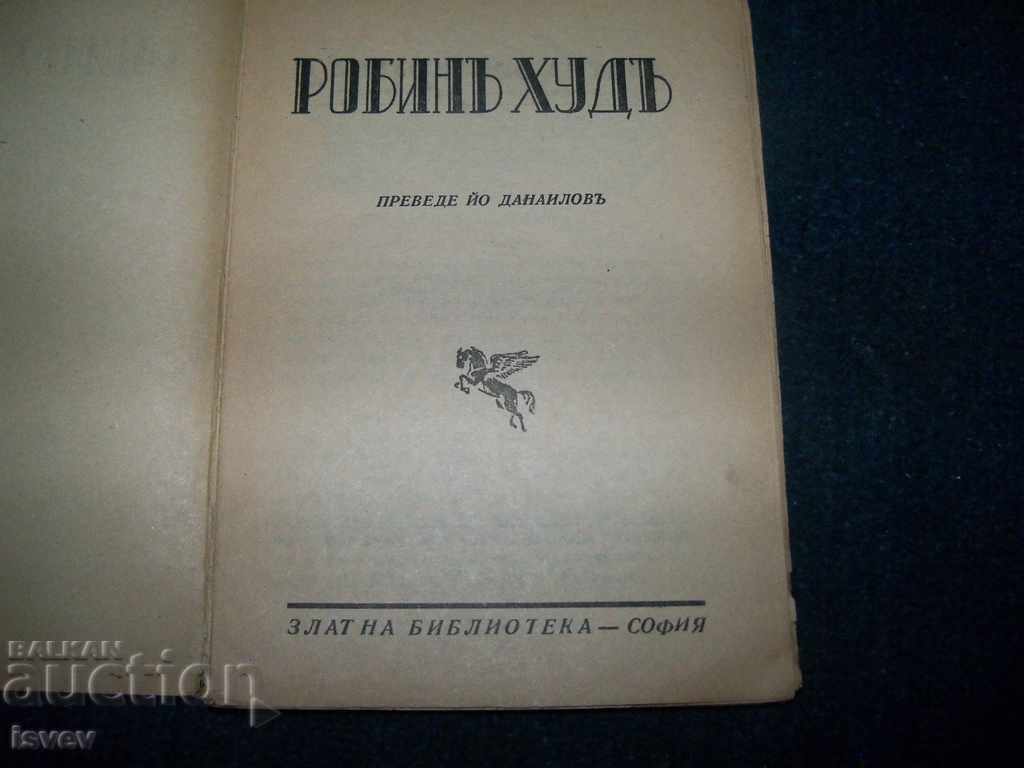 РОБИНЪ ХУДЪ
ПРЕВЕДЕ ЙО ДАНАИЛОВЪ
ЗЛАТНА БИБЛИОТЕКА — СОФИЯ
BALKAN
auction
isvev